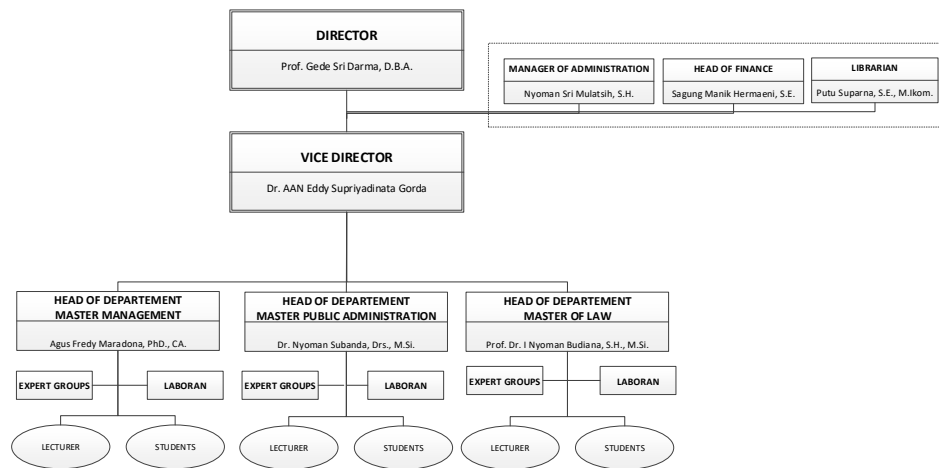 DIRECTOR
Prof. Gede Sri Darma, D.B.A.
MANAGER OF ADMINISTRATION
Nyoman Sri Mulatsih, S.H.
HEAD OF FINANCE
Sagung Manik Hermaeni, S.E.
LIBRARIAN
Putu Suparna, S.E., M.Ikom.
VICE DIRECTOR
Dr. AAN Eddy Supriyadinata Gorda
HEAD OF DEPARTEMENT
MASTER MANAGEMENT
Agus Fredy Maradona, PhD., CA.
HEAD OF DEPARTEMENT
MASTER PUBLIC ADMINISTRATION
Dr. Nyoman Subanda, Drs., M.Si.
HEAD OF DEPARTEMENT
MASTER OF LAW
Prof. Dr. I Nyoman Budiana, S.H., M.Si.
EXPERT GROUPS
LABORAN
EXPERT GROUPS
LABORAN
EXPERT GROUPS
LABORAN
LECTURER
STUDENTS
LECTURER
STUDENTS
LECTURER
STUDENTS